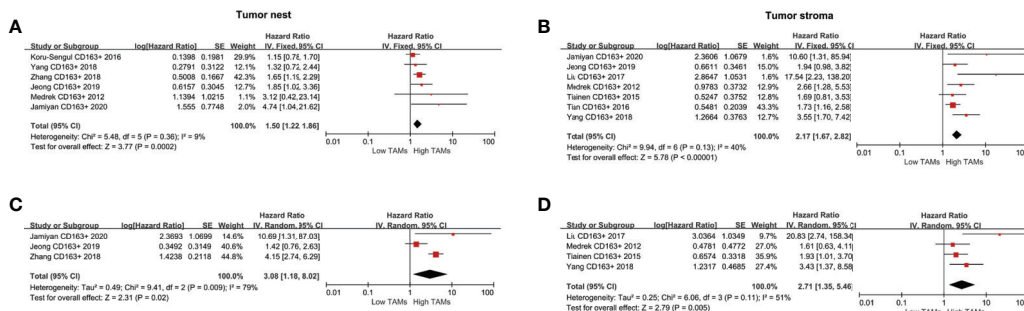 Tumor nest
A
Hazard Ratio Hazard Ratio
Study or Subgroup log[Hazard Ratio] SE Weight IV. Fixed. 95% CI IV. Fixed. 95% CI
Koru-Sengul CD163+ 2016 0.1398 0.1981 29.9% 1.15 [0.78, 1.70]
Yang CD163+ 2018 0.2791 0.3122 12.0% 1.32 [0.72, 2.44]
Zhang CD163+ 2018 0.5008 0.1667 42.3% 1.65 [1.19, 2.29]
Jeong CD163+ 2019 0.6157 0.3045 12.7% 1.85 [1.02, 3.36]
Medrek CD163+ 2012 1.1394 1.0215 1.1% 3.12 [0.42, 23.14]
Jamiyan CD163+ 2020 1.555 0.7748 1.9% 4.74 [1.04, 21.62]
Total (95% CI) 100.0% 1.50 [1.22, 1.86]
Heterogeneity: Chi² = 5.48, df = 5 (P = 0.36); I² = 9%
Test for overall effect: Z = 3.77 (P = 0.0002)
0.01 0.1 1 10 100
Low TAMs High TAMs
Tumor stroma
B
Hazard Ratio Hazard Ratio
Study or Subgroup log[Hazard Ratio] SE Weight IV. Fixed. 95% CI IV. Fixed. 95% CI
Jamiyan CD163+ 2020 2.3606 1.0679 1.6% 10.60 [1.31, 85.94]
Jeong CD163+ 2019 0.6611 0.3461 15.0% 1.94 [0.98, 3.82]
Liu CD163+ 2017 2.8647 1.0531 1.6% 17.54 [2.23, 138.20]
Medrek CD163+ 2012 0.9783 0.3732 12.9% 2.66 [1.28, 5.53]
Tiainen CD163+ 2015 0.5247 0.3752 12.7% 1.69 [0.81, 3.53]
Tian CD163+ 2016 0.5481 0.2039 43.3% 1.73 [1.16, 2.58]
Yang CD163+ 2018 1.2664 0.3763 12.7% 3.55 [1.70, 7.42]
Total (95% CI) 100.0% 2.17 [1.67, 2.82]
Heterogeneity: Chi² = 9.94, df = 6 (P = 0.13); I² = 40%
Test for overall effect: Z = 5.78 (P < 0.00001)
0.01 0.1 1 10 100
Low TAMs High TAMs
C
Hazard Ratio Hazard Ratio
Study or Subgroup log[Hazard Ratio] SE Weight IV. Random. 95% CI IV. Random. 95% CI
Jamiyan CD163+ 2020 2.3693 1.0699 14.6% 10.69 [1.31, 87.03]
Jeong CD163+ 2019 0.3492 0.3149 40.6% 1.42 [0.76, 2.63]
Zhang CD163+ 2018 1.4238 0.2118 44.8% 4.15 [2.74, 6.29]
Total (95% CI) 100.0% 3.08 [1.18, 8.02]
Heterogeneity: Tau² = 0.49; Chi² = 9.41, df = 2 (P = 0.009); I² = 79%
Test for overall effect: Z = 2.31 (P = 0.02)
0.01 0.1 1 10 100
Low TAMs High TAMs
D
Hazard Ratio Hazard Ratio
Study or Subgroup log[Hazard Ratio] SE Weight IV. Random. 95% CI IV. Random. 95% CI
Liu CD163+ 2017 3.0364 1.0349 9.7% 20.83 [2.74, 158.34]
Medrek CD163+ 2012 0.4781 0.4772 27.0% 1.61 [0.63, 4.11]
Tiainen CD163+ 2015 0.6574 0.3318 35.9% 1.93 [1.01, 3.70]
Yang CD163+ 2018 1.2317 0.4685 27.4% 3.43 [1.37, 8.58]
Total (95% CI) 100.0% 2.71 [1.35, 5.46]
Heterogeneity: Tau² = 0.25; Chi² = 6.06, df = 3 (P = 0.11); I² = 51%
Test for overall effect: Z = 2.79 (P = 0.005)
0.01 0.1 1 10 100
Low TAMs High TAMs